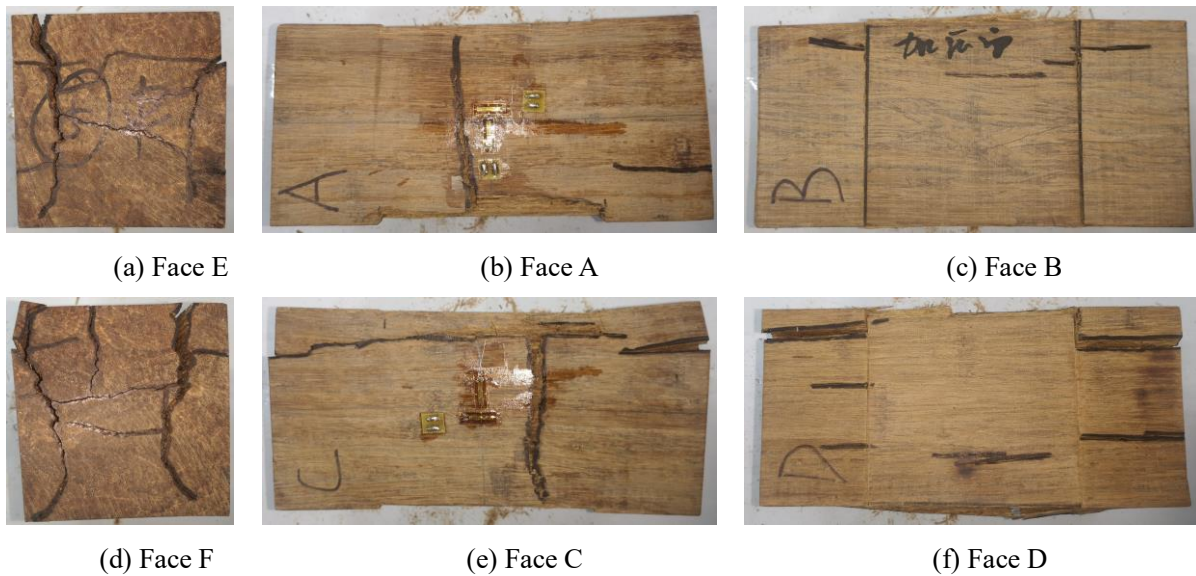 A
B
(a) Face E
(b) Face A
(c) Face B
C
D
(d) Face F
(e) Face C
(f) Face D